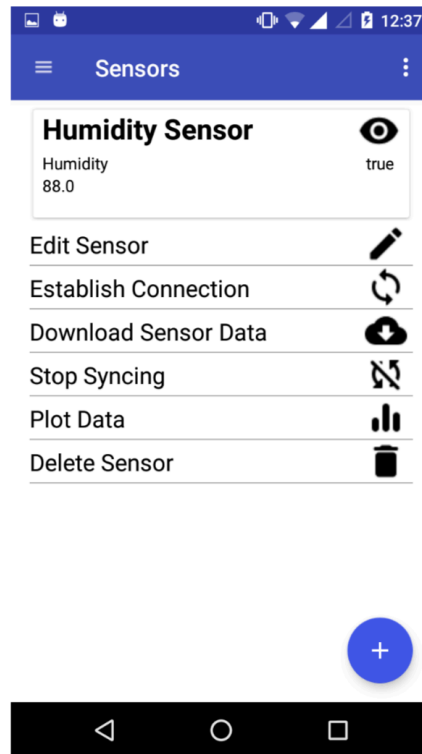 12:37
Sensors
Humidity Sensor
Humidity true
88.0
Edit Sensor
Establish Connection
Download Sensor Data
Stop Syncing
Plot Data
Delete Sensor
+